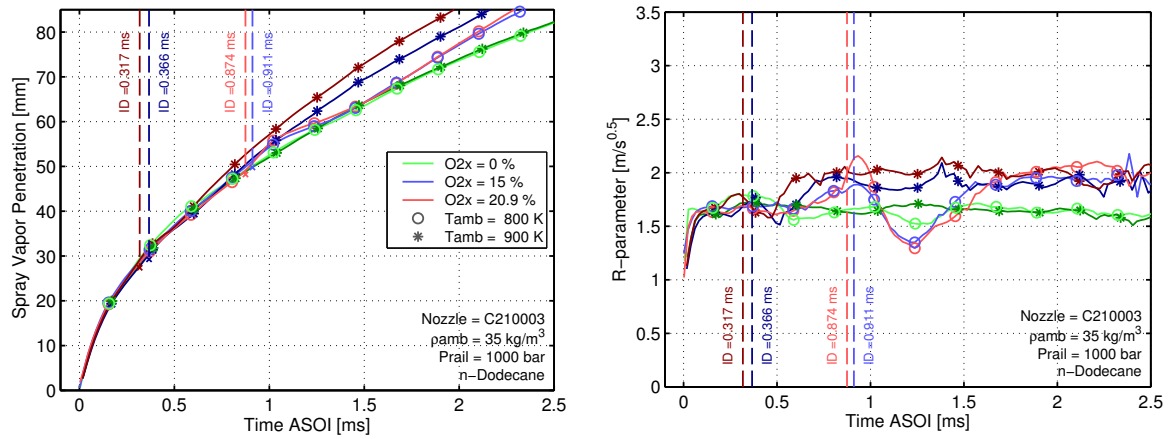 85
80
70
60
50
40
30
20
10
0
Spray Vapor Penetration [mm]
ID =0.317 ms
ID =0.366 ms
ID =0.874 ms
ID =0.911 ms
O2x = 0 %
O2x = 15 %
O2x = 20.9 %
Tamb = 800 K
Tamb = 900 K
Nozzle = C210003
ρamb = 35 kg/m³
Prail = 1000 bar
n-Dodecane
0 0.5 1 1.5 2 2.5
Time ASOI [ms]
3.5
3
2.5
2
1.5
1
0.5
0
R-parameter [m/s^0.5]
ID =0.317 ms
ID =0.366 ms
ID =0.874 ms
ID =0.911 ms
Nozzle = C210003
ρamb = 35 kg/m³
Prail = 1000 bar
n-Dodecane
0 0.5 1 1.5 2 2.5
Time ASOI [ms]